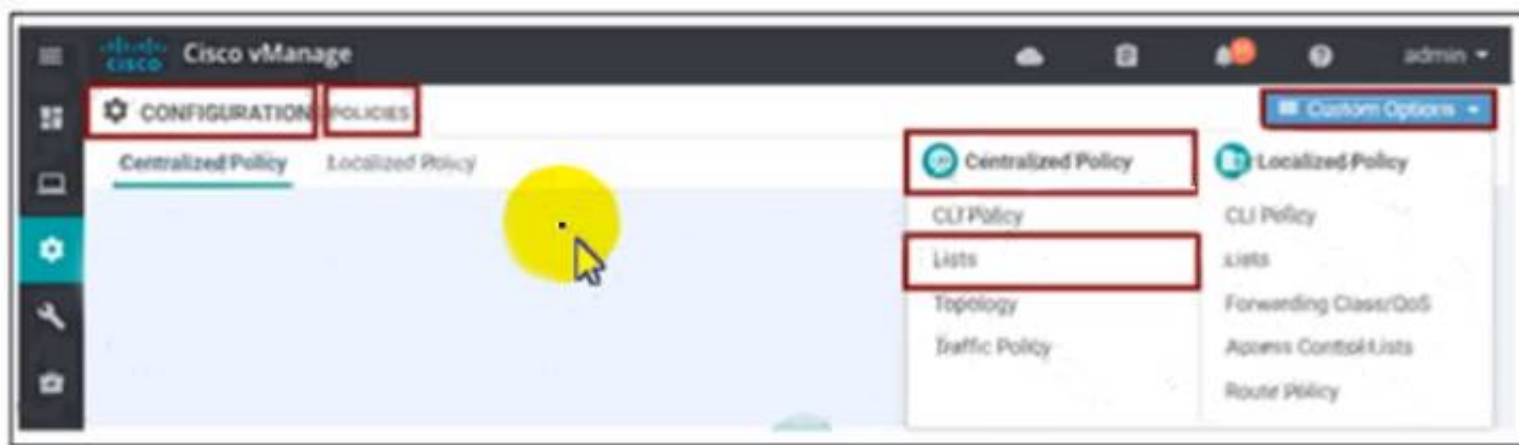 CISCO Cisco vManage admin
CONFIGURATION POLICIES Custom Options
Centralized Policy Localized Policy
Centralized Policy Localized Policy
CLI Policy CLI Policy
Lists Lists
Topology Forwarding Class/QoS
Traffic Policy Access Control Lists
Route Policy